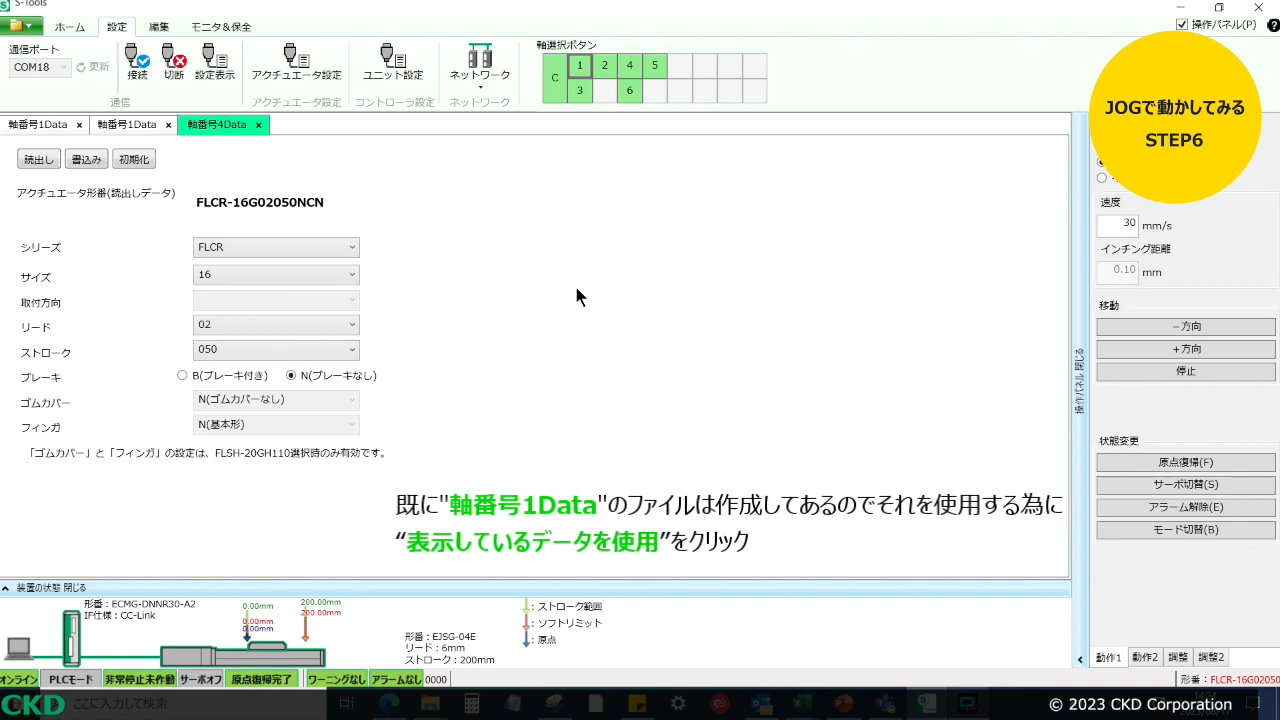 S-Tools
ホーム 設定 編集 モニタ＆保全
操作パネル(P)
通信ポート
COM18 更新
接続 切断 設定表示
通信
アクチュエータ設定
アクチュエータ設定
ユニット設定
コントローラ設定
ネットワーク
ネットワーク
軸選択ボタン
C 1 2 4 5
3 6
JOGで動かしてみる
STEP6
軸番号1Data × 軸番号1Data × 軸番号4Data ×
読出し 書込み 初期化
アクチュエータ形番(読出しデータ)
FLCR-16G02050NCN
シリーズ FLCR
サイズ 16
取付方向
リード 02
ストローク 050
ブレーキ B(ブレーキ付き) N(ブレーキなし)
ゴムカバー N(ゴムカバーなし)
フィンガ N(基本形)
「ゴムカバー」と「フィンガ」の設定は、FLSH-20GH110選択時のみ有効です。
既に"軸番号1Data"のファイルは作成してあるのでそれを使用する為に
“表示しているデータを使用”をクリック
操作パネル 閉じる
速度
30 mm/s
インチング距離
0.10 mm
移動
－方向
＋方向
停止
状態変更
原点復帰(F)
サーボ切替(S)
アラーム解除(E)
モード切替(B)
動作1 動作2 調整 調整2
装置の状態 閉じる
形番：ECMG-DNNR30-A2
IF仕様：CC-Link
0.00mm 200.00mm
0.00mm 200.00mm
0.00mm
形番：EJSG-04E
リード：6mm
ストローク：200mm
：ストローク範囲
：ソフトリミット
：原点
オンライン PLCモード 非常停止未作動 サーボオフ 原点復帰完了 ワーニングなし アラームなし 0000
形番：FLCR-16G02050
CKD
ここに入力して検索
14:24
© 2023 CKD Corporation